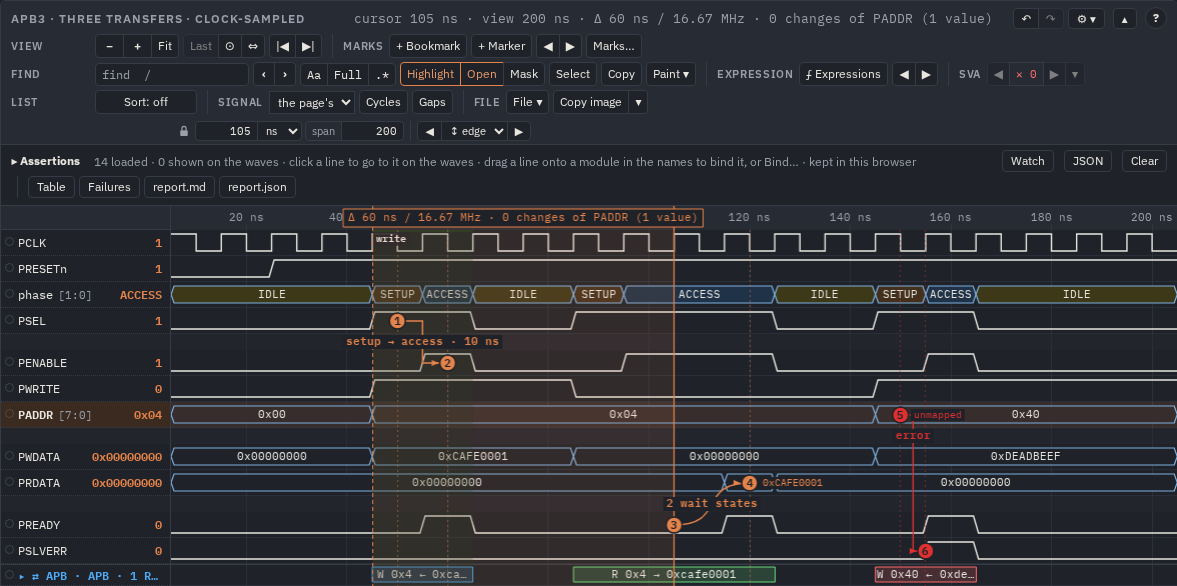 APB3 · THREE TRANSFERS · CLOCK-SAMPLED cursor 105 ns · view 200 ns · Δ 60 ns / 16.67 MHz · 0 changes of PADDR (1 value) ↶ ↷ ⚙ ▾ ▲ ?
VIEW − + Fit Last ⊙ ⇔ |◀ ▶| MARKS + Bookmark + Marker ◀ ▶ Marks…
FIND find / ‹ › Aa Full .* Highlight Open Mask Select Copy Paint ▾ EXPRESSION ⨍ Expressions ◀ ▶ SVA ◀ × 0 ▶ ▾
LIST Sort: off SIGNAL the page's Cycles Gaps FILE File ▾ Copy image ▾
105 ns span 200 ◀ ↕ edge ▶
▸ Assertions 14 loaded · 0 shown on the waves · click a line to go to it on the waves · drag a line onto a module in the names to bind it, or Bind… · kept in this browser Watch JSON Clear
Table Failures report.md report.json
20 ns 40 Δ 60 ns / 16.67 MHz · 0 changes of PADDR (1 value) 120 ns 140 ns 160 ns 180 ns 200 ns
PCLK 1 write
PRESETn 1
phase [1:0] ACCESS IDLE SETUP ACCESS IDLE SETUP ACCESS IDLE SETUP ACCESS IDLE
PSEL 1 1
setup → access · 10 ns
PENABLE 1 2
PWRITE 0
PADDR [7:0] 0x04 0x00 0x04 5 unmapped 0x40
error
PWDATA 0x00000000 0x00000000 0xCAFE0001 0x00000000 0xDEADBEEF
PRDATA 0x00000000 0x00000000 4 0xCAFE0001 0x00000000
2 wait states
PREADY 0 3
PSLVERR 0 6
▸ ⇄ APB · APB · 1 R… W 0x4 ← 0xca… R 0x4 → 0xcafe0001 W 0x40 ← 0xde…